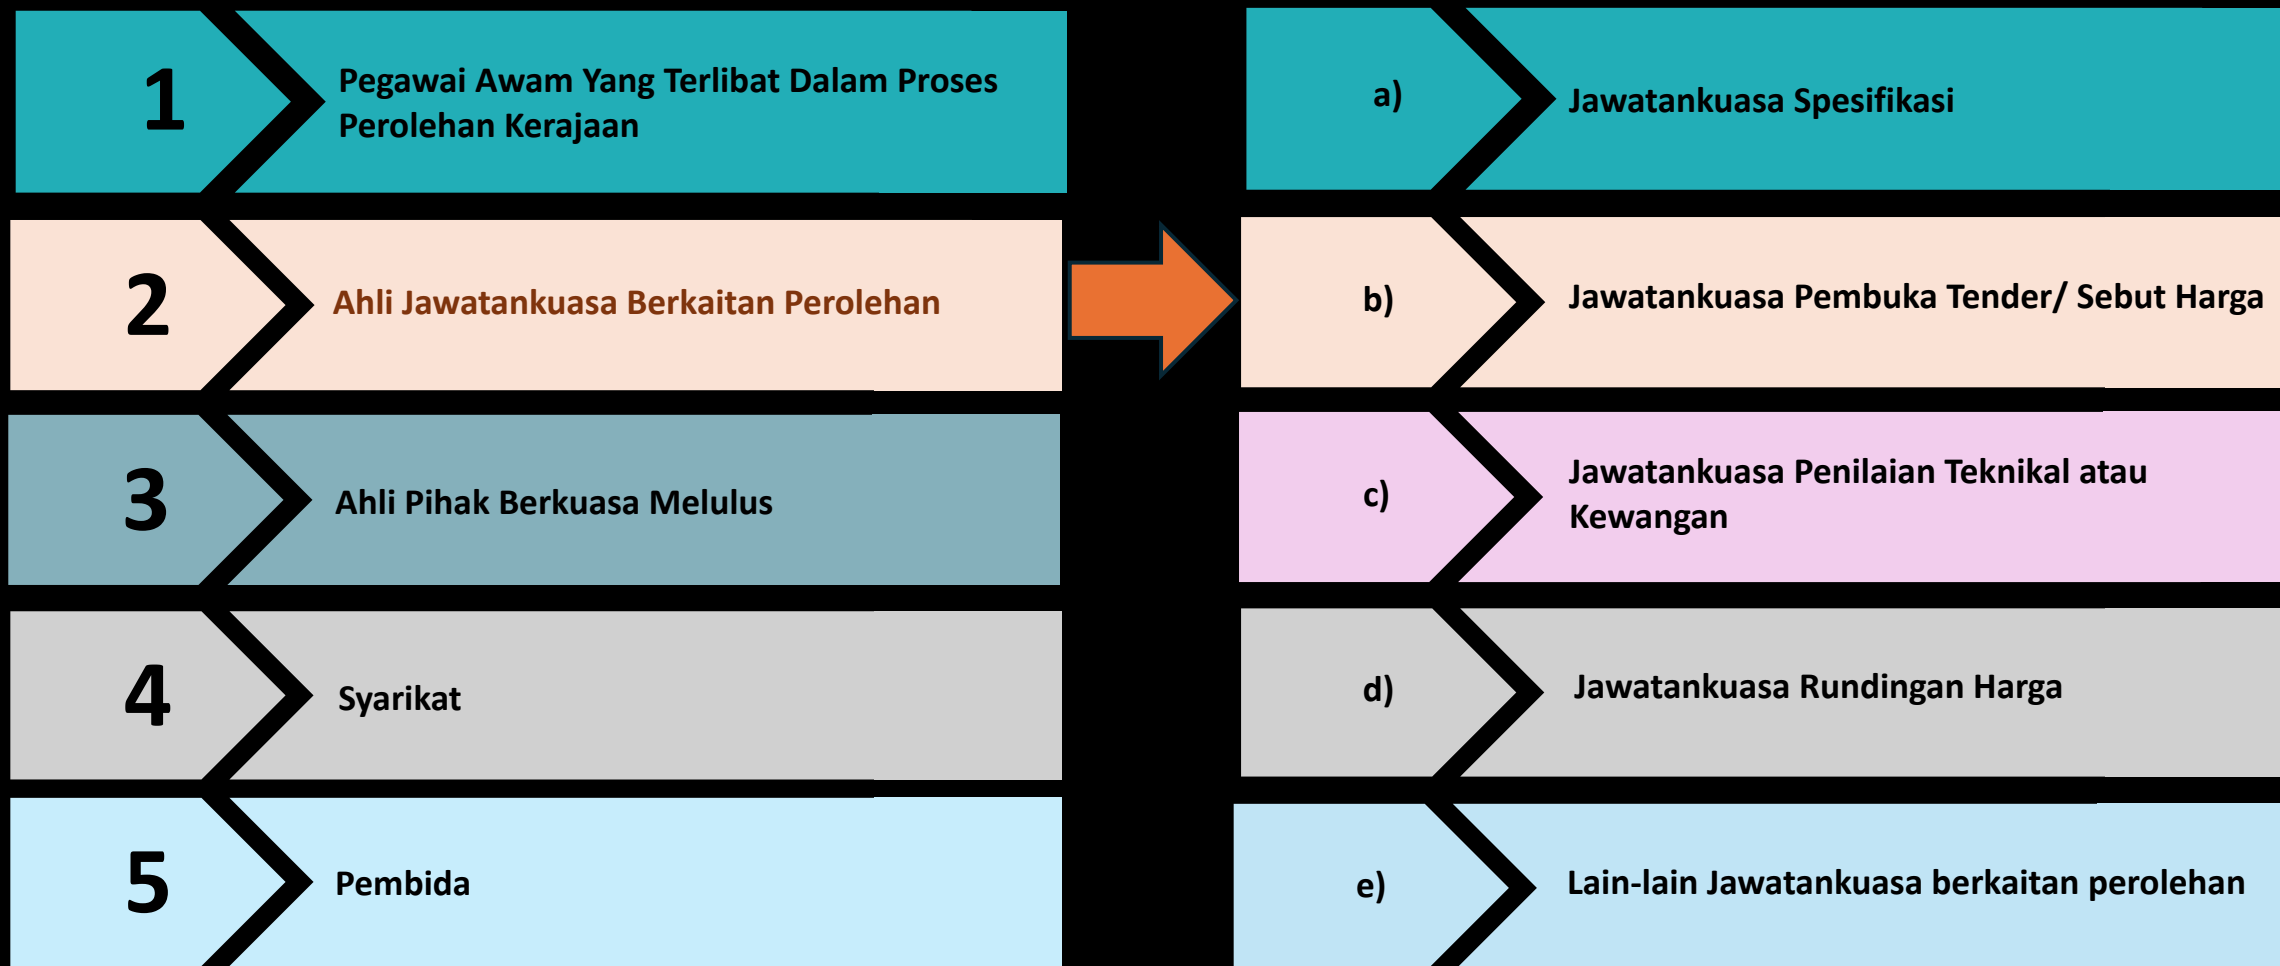 1
Pegawai Awam Yang Terlibat Dalam Proses
Perolehan Kerajaan
2
Ahli Jawatankuasa Berkaitan Perolehan
3
Ahli Pihak Berkuasa Melulus
4
Syarikat
5
Pembida
a)
Jawatankuasa Spesifikasi
b)
Jawatankuasa Pembuka Tender/ Sebut Harga
c)
Jawatankuasa Penilaian Teknikal atau
Kewangan
d)
Jawatankuasa Rundingan Harga
e)
Lain-lain Jawatankuasa berkaitan perolehan